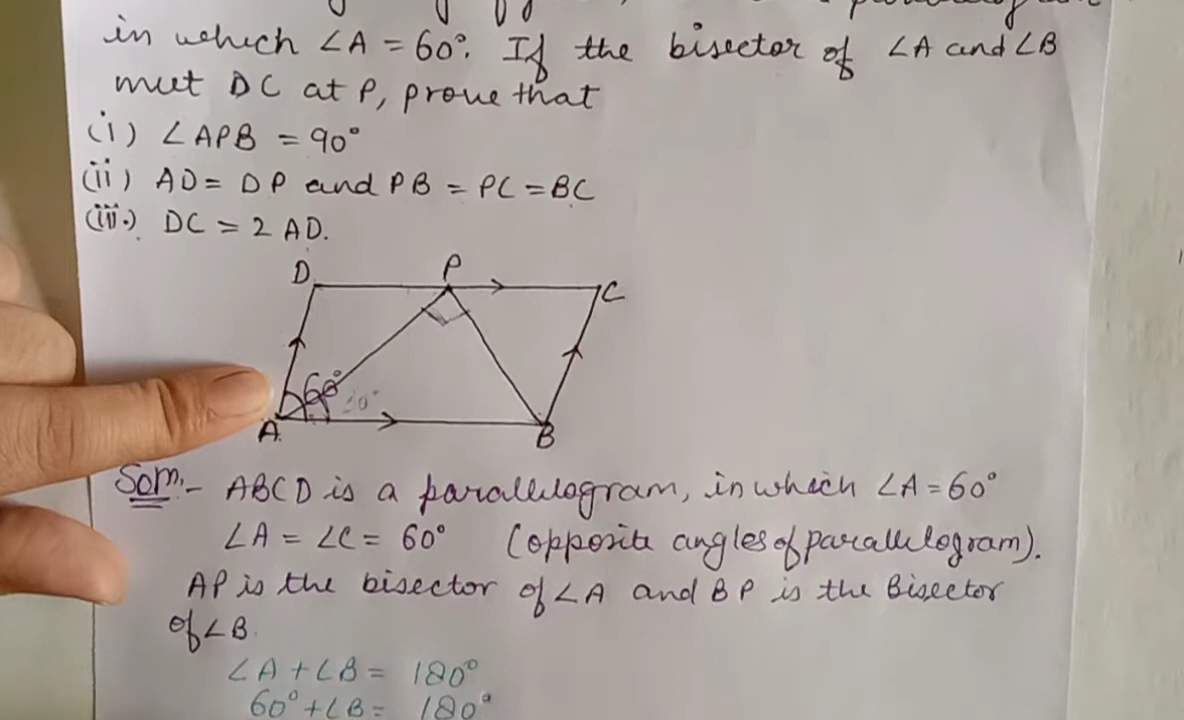 in which ∠A = 60°. If the bisector of ∠A and ∠B
meet DC at P, prove that
(i) ∠APB = 90°
(ii) AD = DP and PB = PC = BC
(iii.) DC = 2 AD.
D P C
60° 30°
A B
Soln:- ABCD is a parallelogram, in which ∠A = 60°
∠A = ∠C = 60° (opposite angles of parallelogram).
AP is the bisector of ∠A and BP is the Bisector
of ∠B.
∠A + ∠B = 180°
60° + ∠B = 180°